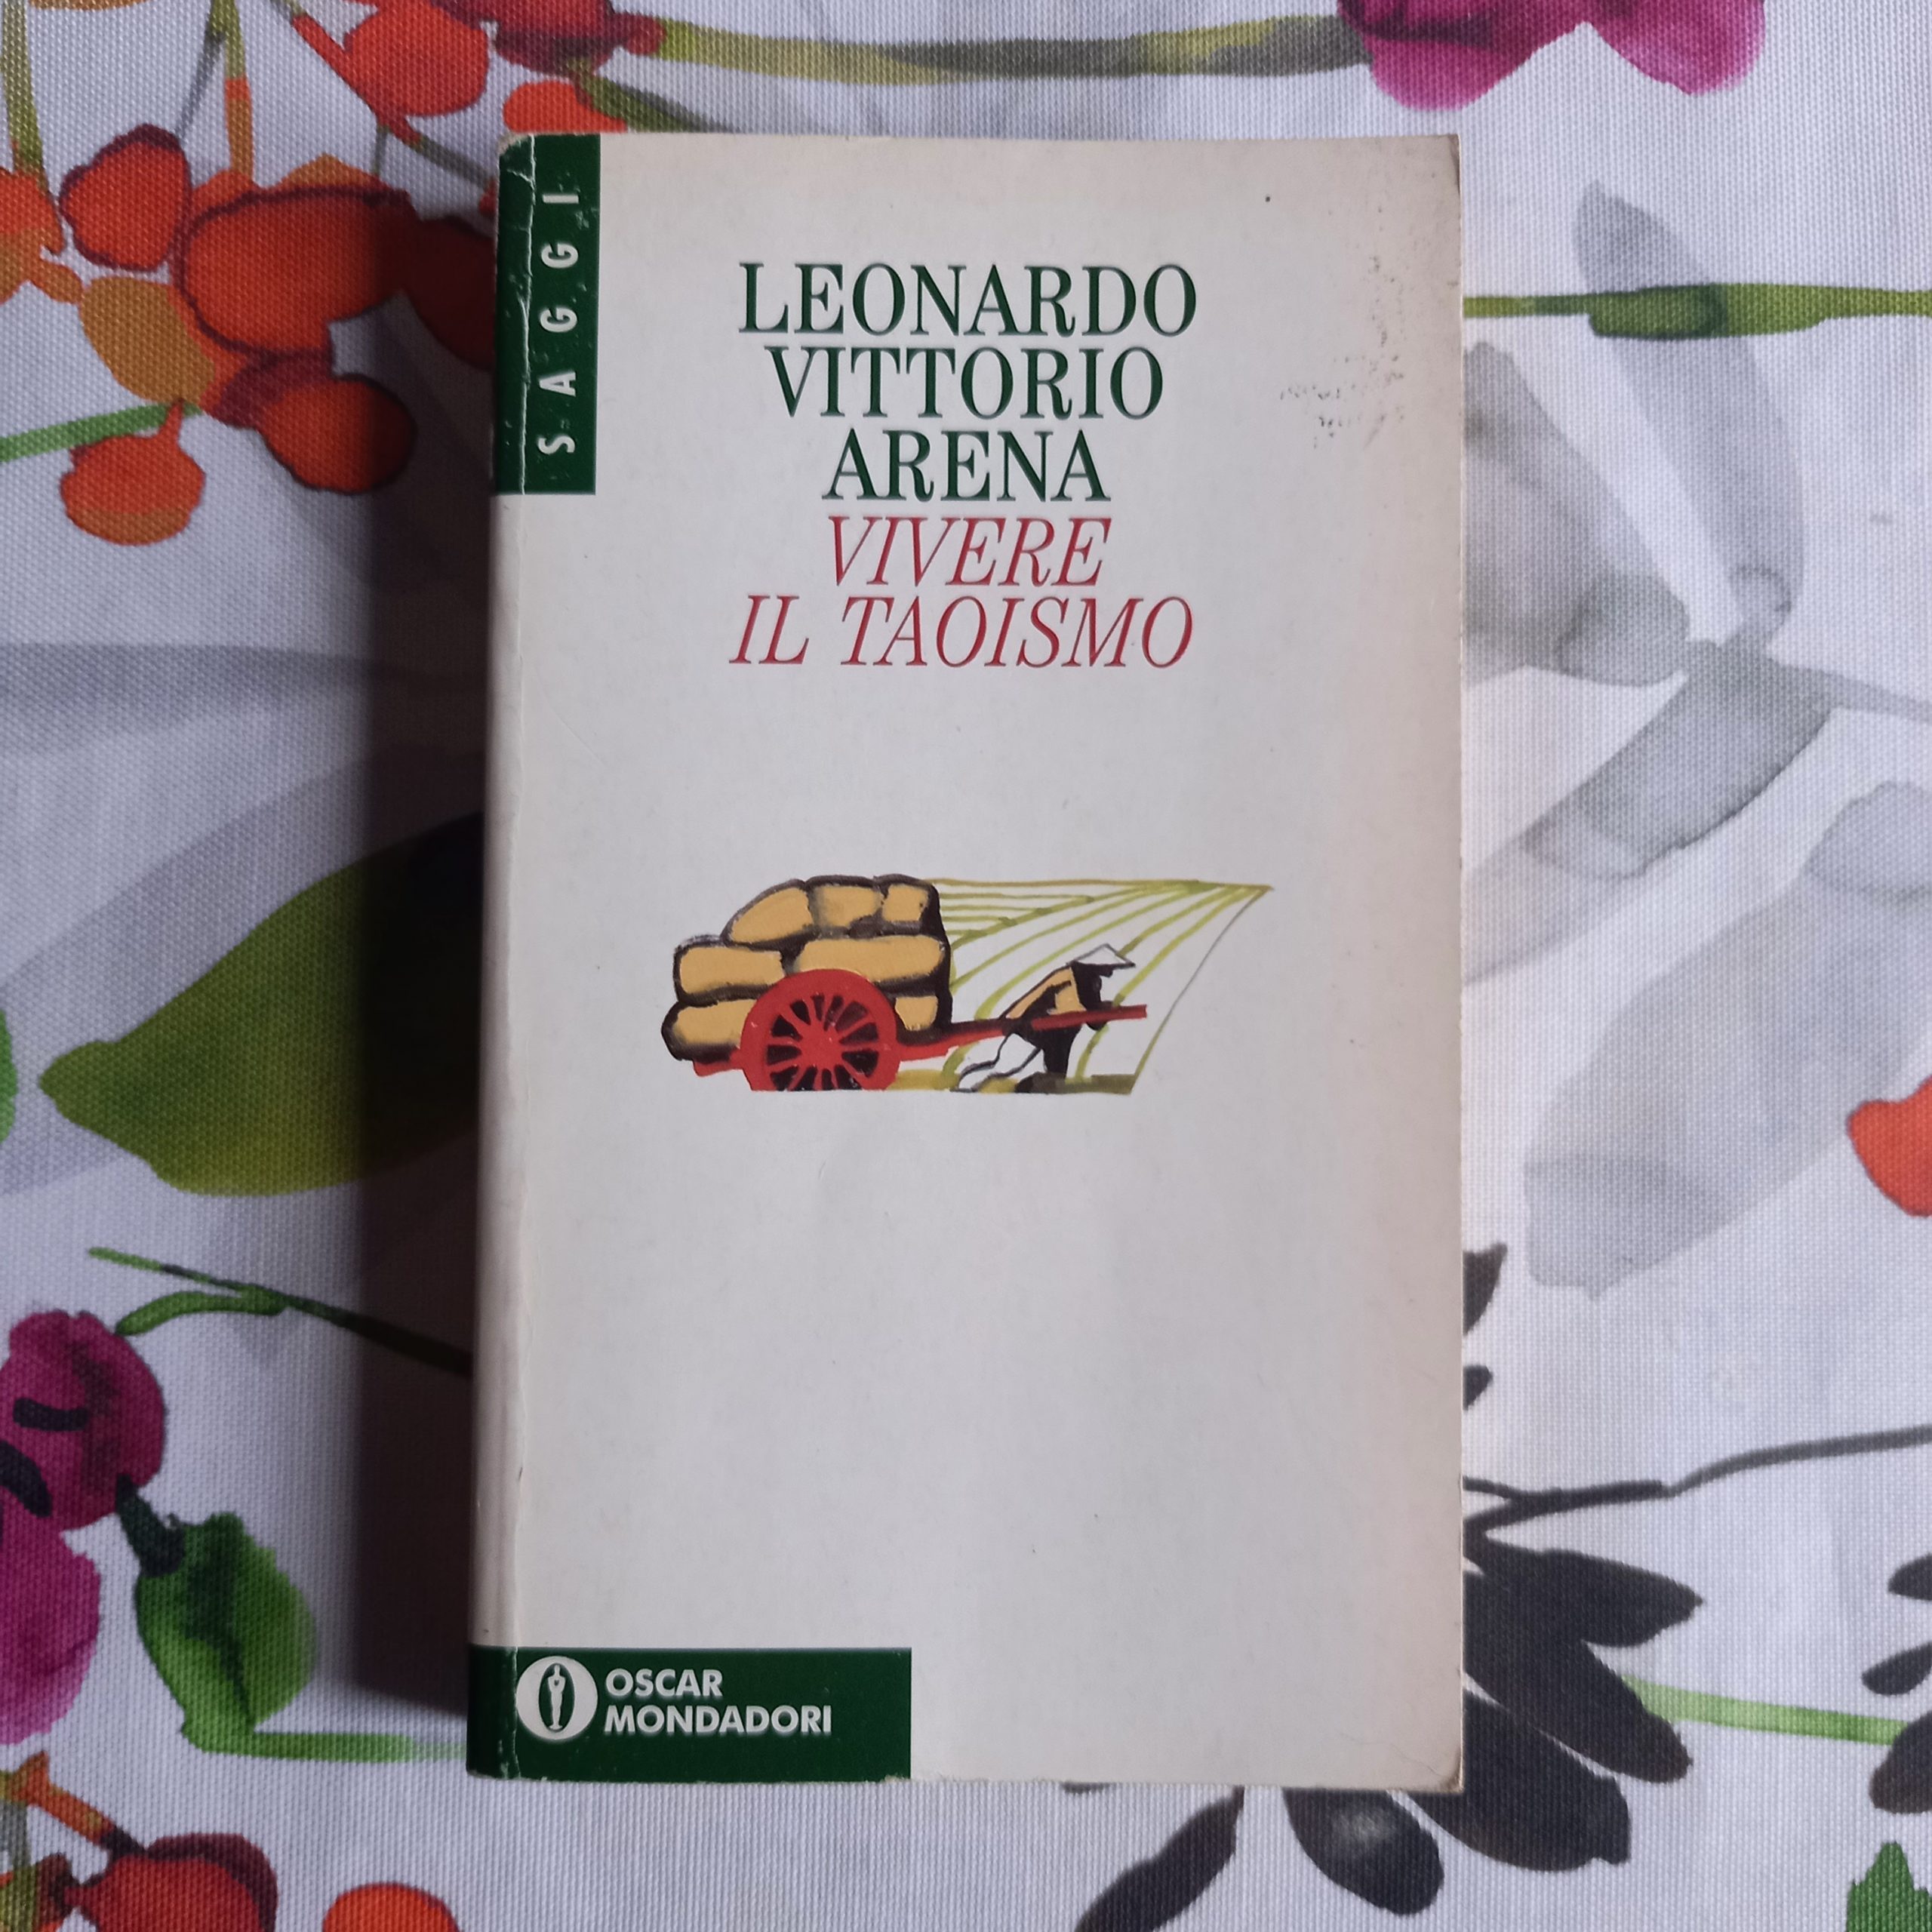 SAGGI
LEONARDO
VITTORIO
ARENA
VIVERE
IL TAOISMO
OSCAR
MONDADORI